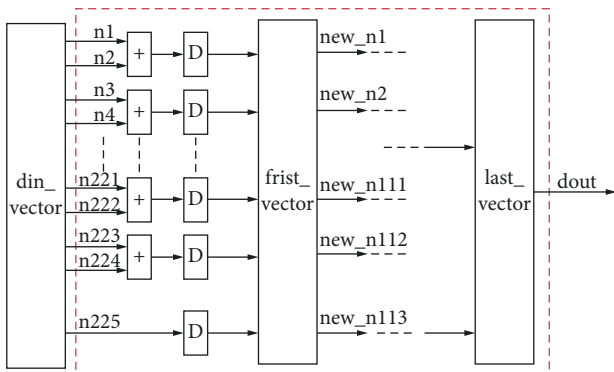 n1
n2
+
D
new_n1
n3
n4
+
D
new_n2
din_
vector
frist_
vector
last_
vector
dout
n221
n222
+
D
new_n111
n223
n224
+
D
new_n112
n225
D
new_n113